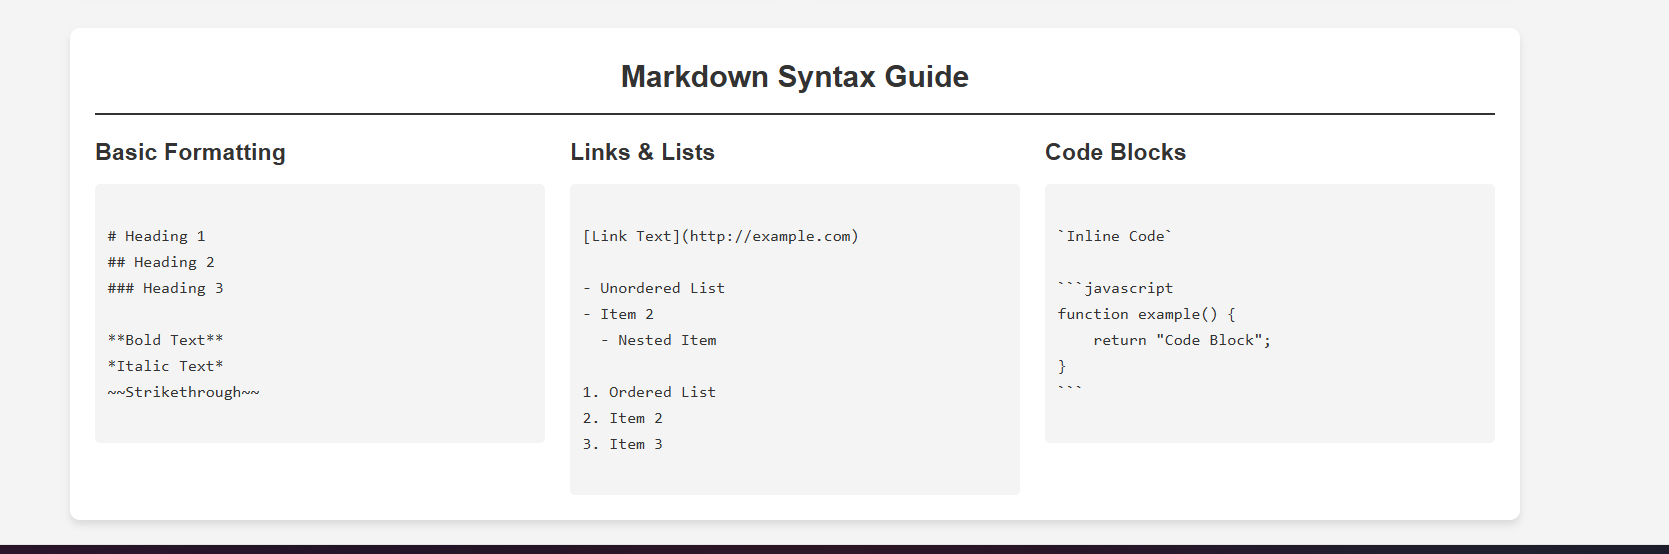 Markdown Syntax Guide
Basic Formatting
# Heading 1
## Heading 2
### Heading 3
**Bold Text**
*Italic Text*
~~Strikethrough~~
Links & Lists
[Link Text](http://example.com)
- Unordered List
- Item 2
  - Nested Item
1. Ordered List
2. Item 2
3. Item 3
Code Blocks
`Inline Code`
```javascript
function example() {
    return "Code Block";
}
```